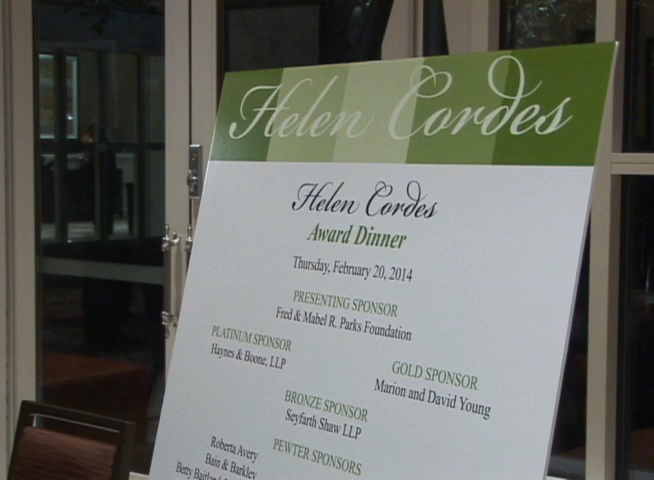 Helen Cordes
Helen Cordes
Award Dinner
Thursday, February 20, 2014
PRESENTING SPONSOR
Fred & Mabel R. Parks Foundation
PLATINUM SPONSOR
Haynes & Boone, LLP
GOLD SPONSOR
Marion and David Young
BRONZE SPONSOR
Seyfarth Shaw LLP
PEWTER SPONSORS
Roberta Avery
Bain & Barkley
Betty